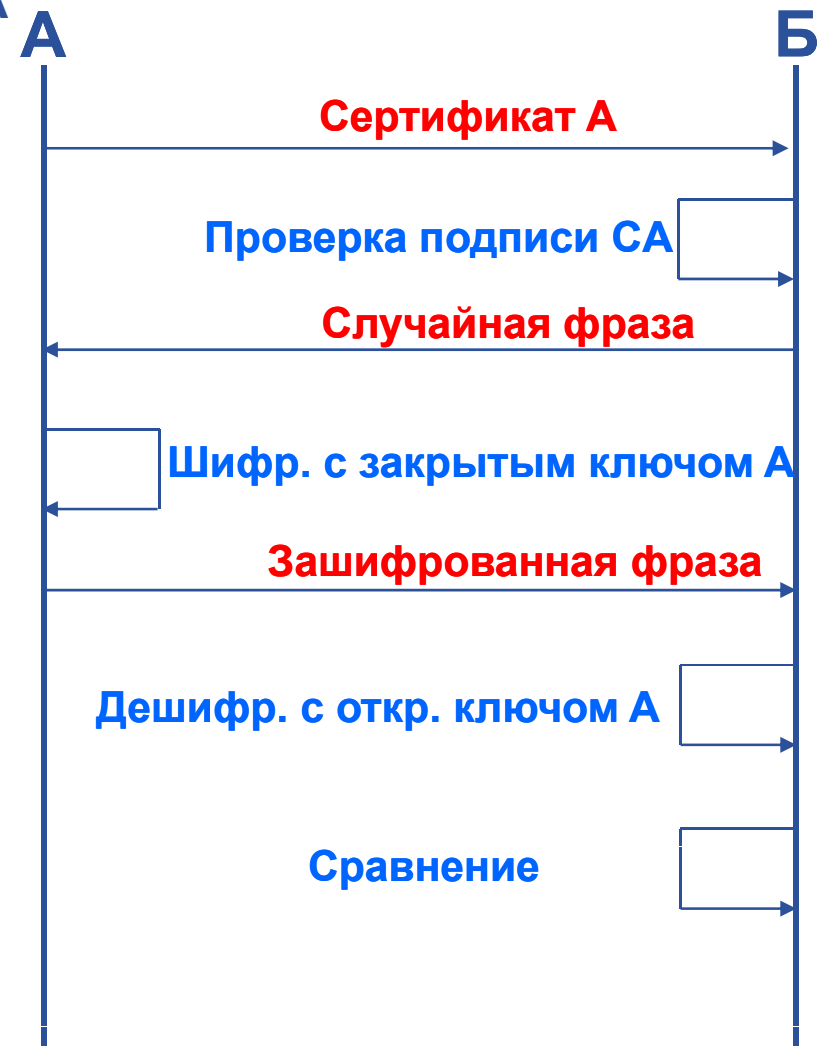 А
Б
Сертификат А
Проверка подписи СА
Случайная фраза
Шифр. с закрытым ключом А
Зашифрованная фраза
Дешифр. с откр. ключом А
Сравнение